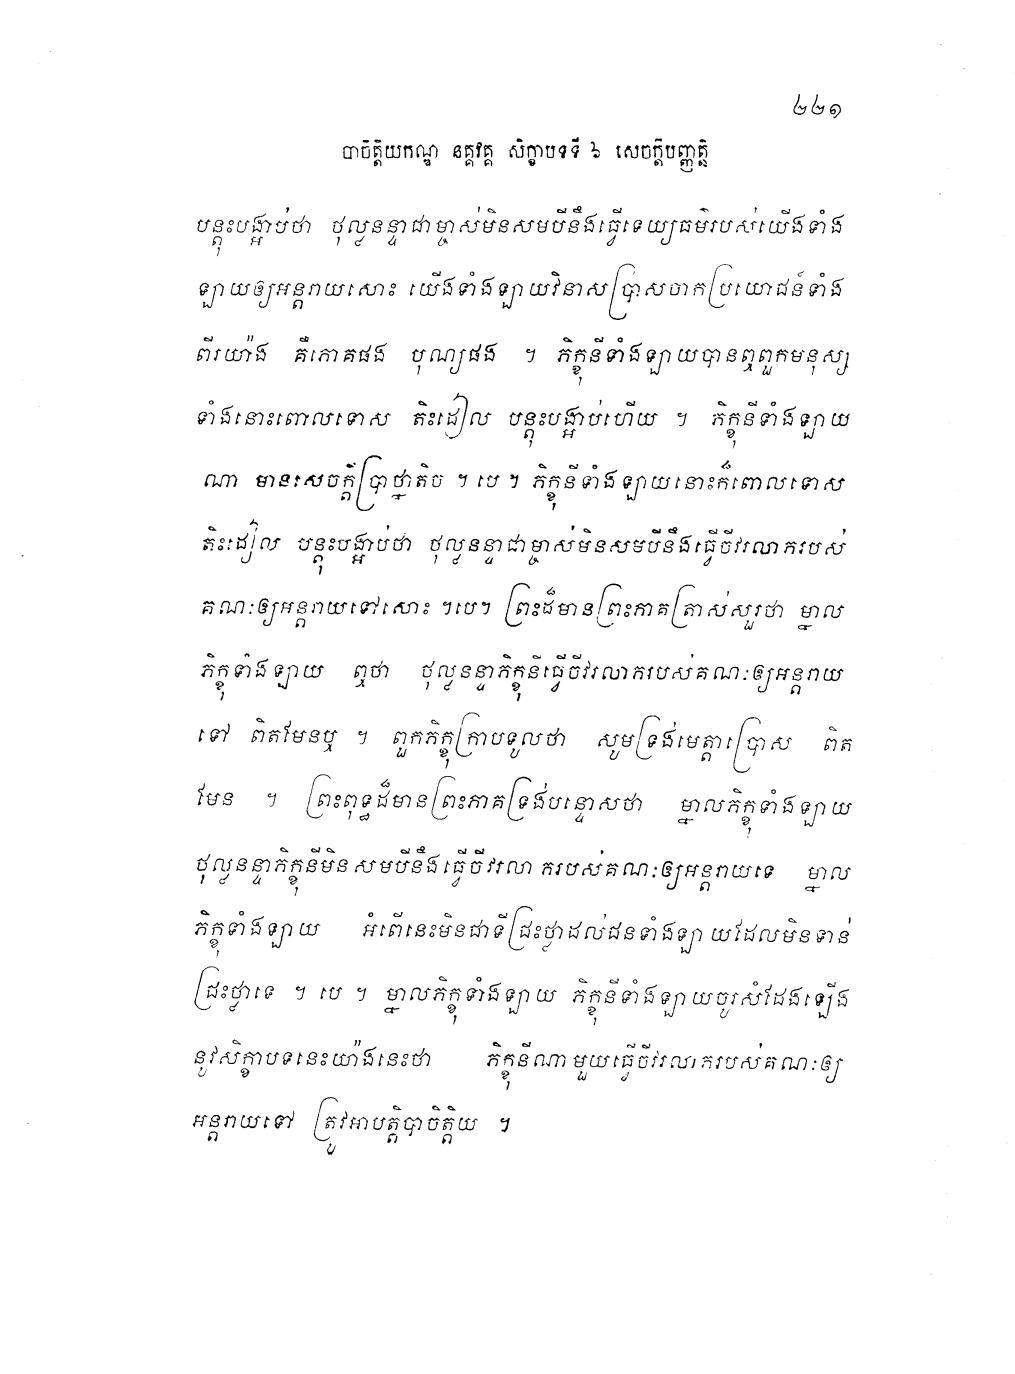 ២២១
បាចិត្តិយកណ្ឌ នគ្គវគ្គ សិក្ខាបទទី ៦ សេចក្តីបញ្ញត្តិ
បន្តុះបង្អាប់ថា ថុល្លនន្ទាជាម្ចាស់មិនសមបីនឹងធ្វើទេយ្យធម៌របស់យើងទាំង
ឡាយឲ្យអន្តរាយសោះ យើងទាំងឡាយវិនាសប្រាសចាកប្រយោជន៍ទាំង
ពីរយ៉ាង គឺភោគផង បុណ្យផង ។ ភិក្ខុនីទាំងឡាយបានឮពួកមនុស្ស
ទាំងនោះពោលទោស តិះដៀល បន្តុះបង្អាប់ហើយ ។ ភិក្ខុនីទាំងឡាយ
ណា មានសេចក្តីប្រាថ្នាតិច ។ បេ ។ ភិក្ខុនីទាំងឡាយនោះក៏ពោលទោស
តិះដៀល បន្តុះបង្អាប់ថា ថុល្លនន្ទាជាម្ចាស់មិនសមបីនឹងធ្វើចីវរលាភរបស់
គណៈឲ្យអន្តរាយទៅសោះ ។បេ។ ព្រះដ៏មានព្រះភាគត្រាស់សួរថា ម្នាល
ភិក្ខុទាំងឡាយ ឮថា ថុល្លនន្ទាភិក្ខុនីធ្វើចីវរលាភរបស់គណៈឲ្យអន្តរាយ
ទៅ ពិតមែនឬ ។ ពួកភិក្ខុក្រាបទូលថា សូមទ្រង់មេត្តាប្រោស ពិត
មែន ។ ព្រះពុទ្ធដ៏មានព្រះភាគទ្រង់បន្ទោសថា ម្នាលភិក្ខុទាំងឡាយ
ថុល្លនន្ទាភិក្ខុនីមិនសមបីនឹងធ្វើចីវរលាភរបស់គណៈឲ្យអន្តរាយទេ ម្នាល
ភិក្ខុទាំងឡាយ អំពើនេះមិនជាទីជ្រះថ្លាដល់ជនទាំងឡាយដែលមិនទាន់
ជ្រះថ្លាទេ ។ បេ ។ ម្នាលភិក្ខុទាំងឡាយ ភិក្ខុនីទាំងឡាយចូរសំដែងឡើង
នូវសិក្ខាបទនេះយ៉ាងនេះថា ភិក្ខុនីណាមួយធ្វើចីវរលាភរបស់គណៈឲ្យ
អន្តរាយទៅ ត្រូវអាបត្តិបាចិត្តិយ ។